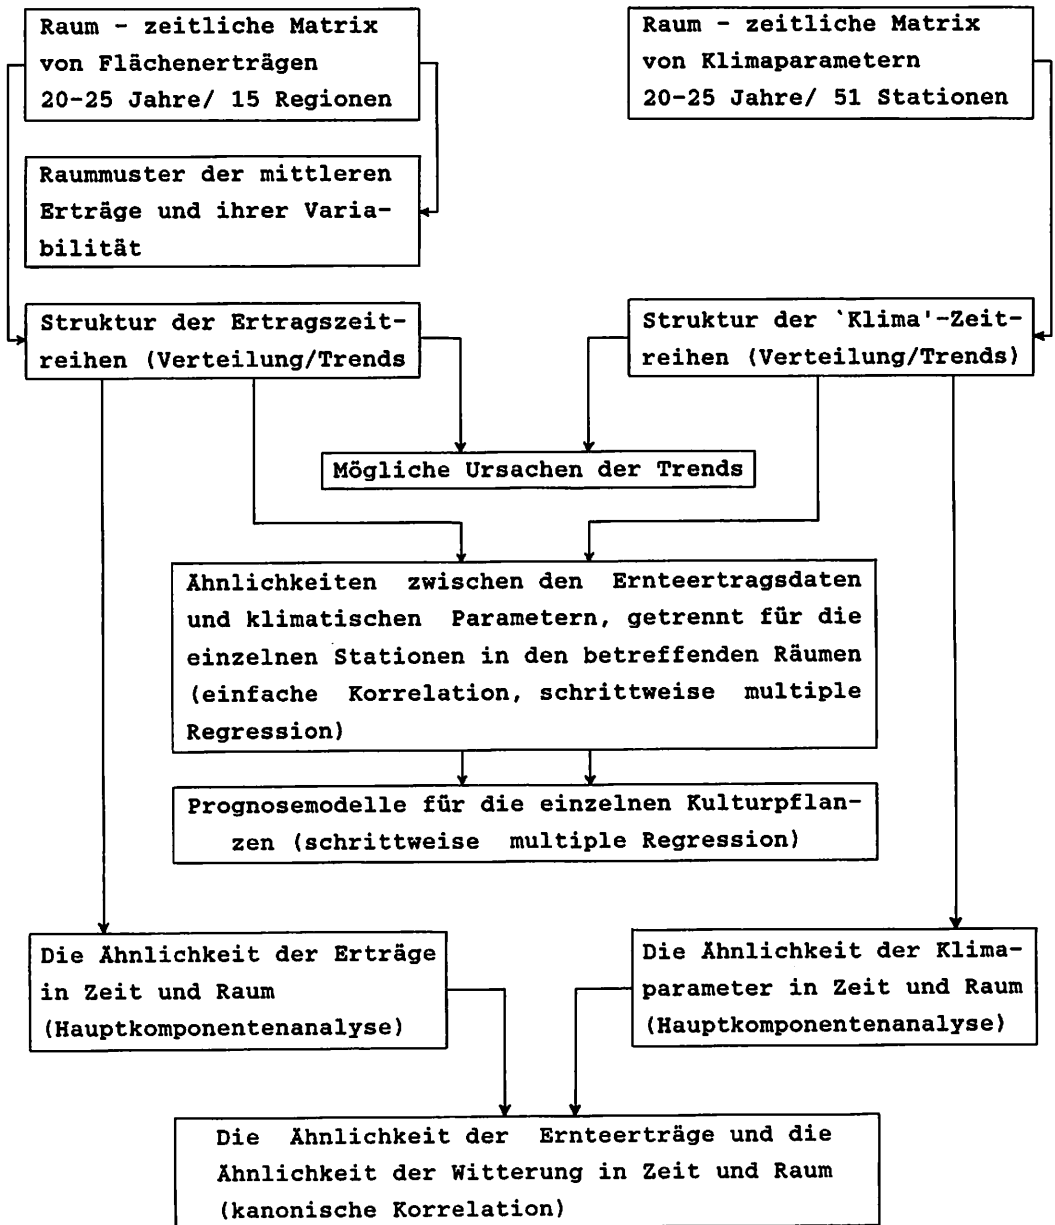 Raum - zeitliche Matrix
von Flächenerträgen
20-25 Jahre/ 15 Regionen
Raum - zeitliche Matrix
von Klimaparametern
20-25 Jahre/ 51 Stationen
Raummuster der mittleren
Erträge und ihrer Varia-
bilität
Struktur der Ertragszeit-
reihen (Verteilung/Trends
Struktur der `Klima'-Zeit-
reihen (Verteilung/Trends)
Mögliche Ursachen der Trends
Ähnlichkeiten zwischen den Ernteertragsdaten
und klimatischen Parametern, getrennt für die
einzelnen Stationen in den betreffenden Räumen
(einfache Korrelation, schrittweise multiple
Regression)
Prognosemodelle für die einzelnen Kulturpflan-
zen (schrittweise multiple Regression)
Die Ähnlichkeit der Erträge
in Zeit und Raum
(Hauptkomponentenanalyse)
Die Ähnlichkeit der Klima-
parameter in Zeit und Raum
(Hauptkomponentenanalyse)
Die Ähnlichkeit der Ernteerträge und die
Ähnlichkeit der Witterung in Zeit und Raum
(kanonische Korrelation)